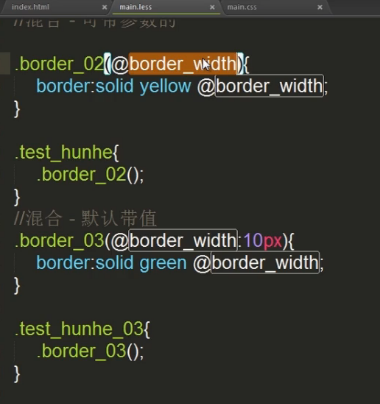 index.html
main.less
main.css
//混合 - 可带参数的
.border_02(@border_width){
border:solid yellow @border_width;
}
.test_hunhe{
.border_02();
}
//混合 - 默认带值
.border_03(@border_width:10px){
border:solid green @border_width;
}
.test_hunhe_03{
.border_03();
}